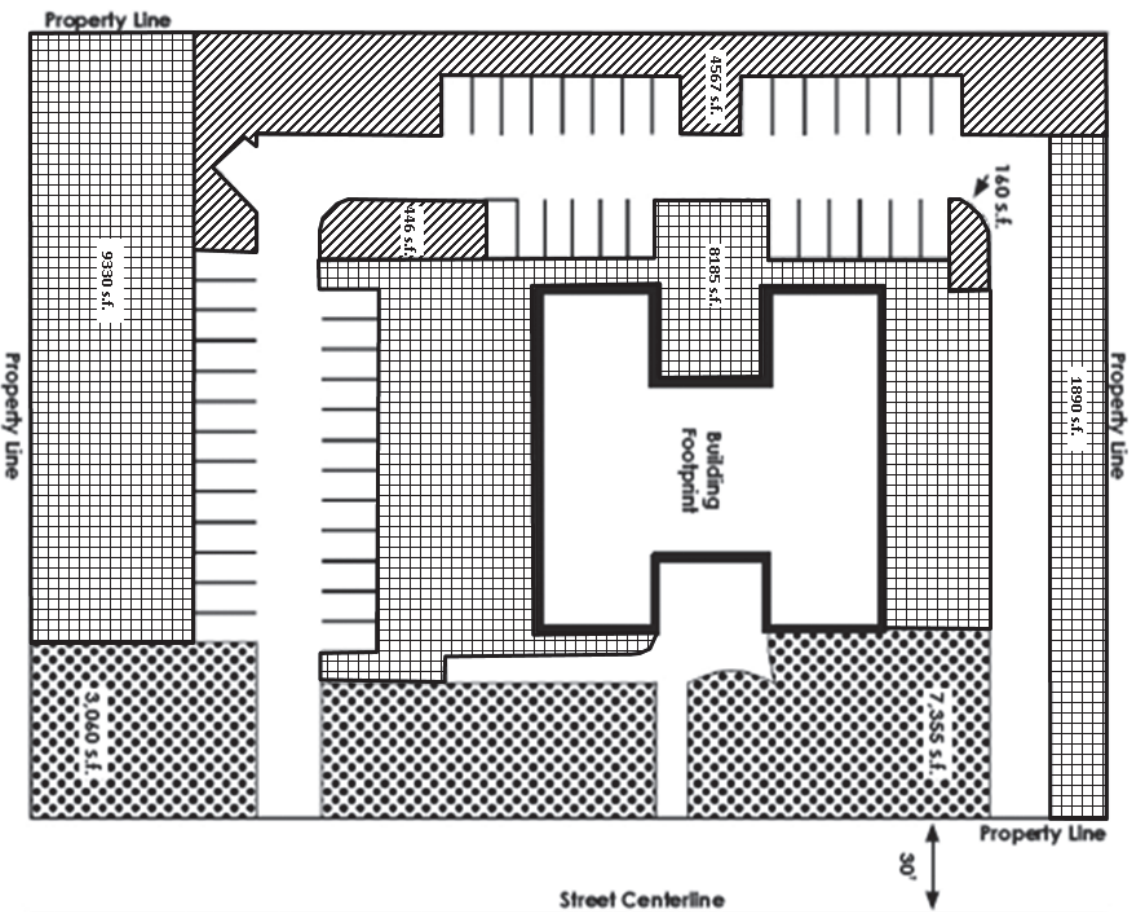 Property Line
4567 s.f.
160 s.f.
446 s.f.
8185 s.f.
9330 s.f.
Property Line
Property Line
1890 s.f.
Building
Footprint
3,060 s.f.
7,355 s.f.
Property Line
30'
Street Centerline